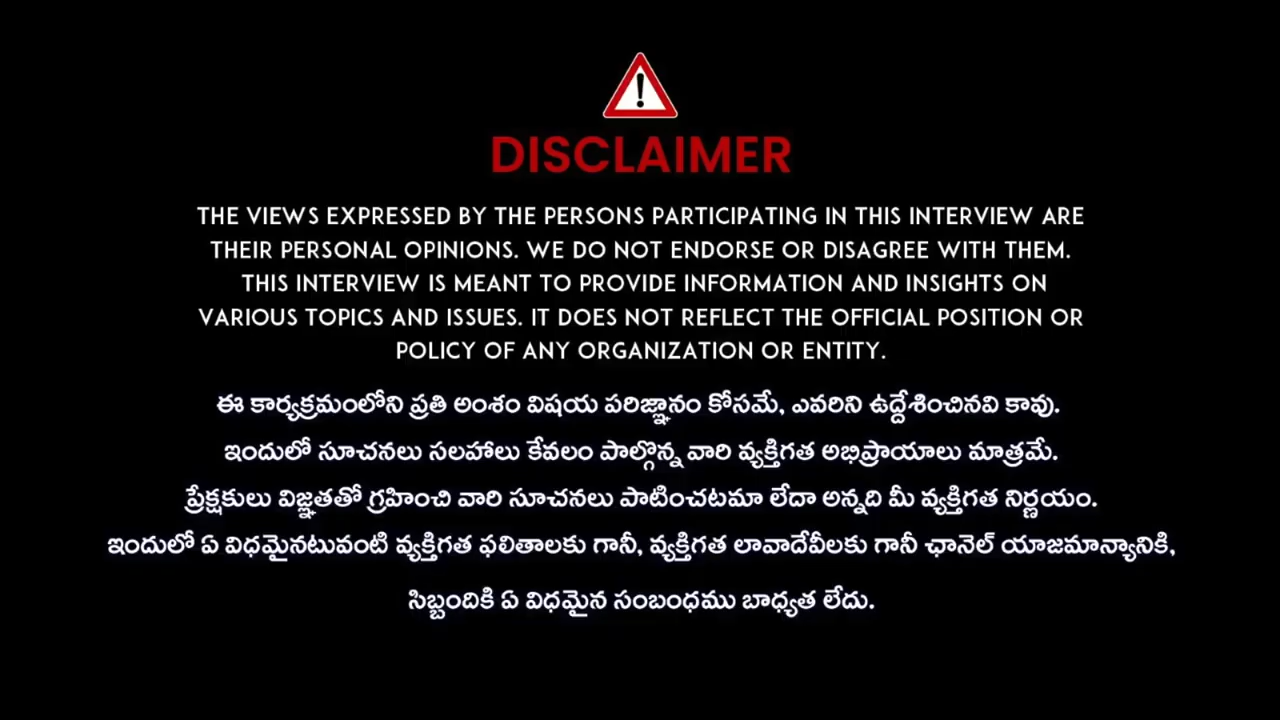 DISCLAIMER
THE VIEWS EXPRESSED BY THE PERSONS PARTICIPATING IN THIS INTERVIEW ARE
THEIR PERSONAL OPINIONS. WE DO NOT ENDORSE OR DISAGREE WITH THEM.
THIS INTERVIEW IS MEANT TO PROVIDE INFORMATION AND INSIGHTS ON
VARIOUS TOPICS AND ISSUES. IT DOES NOT REFLECT THE OFFICIAL POSITION OR
POLICY OF ANY ORGANIZATION OR ENTITY.
ఈ కార్యక్రమంలోని ప్రతి అంశం విషయ పరిజ్ఞానం కోసమే, ఎవరిని ఉద్దేశించినవి కావు.
ఇందులో సూచనలు సలహాలు కేవలం పాల్గొన్న వారి వ్యక్తిగత అభిప్రాయాలు మాత్రమే.
ప్రేక్షకులు విజ్ఞతతో గ్రహించి వారి సూచనలు పాటించటమా లేదా అన్నది మీ వ్యక్తిగత నిర్ణయం.
ఇందులో ఏ విధమైనటువంటి వ్యక్తిగత ఫలితాలకు గానీ, వ్యక్తిగత లావాదేవీలకు గానీ ఛానెల్ యాజమాన్యానికి,
సిబ్బందికి ఏ విధమైన సంబంధము బాధ్యత లేదు.